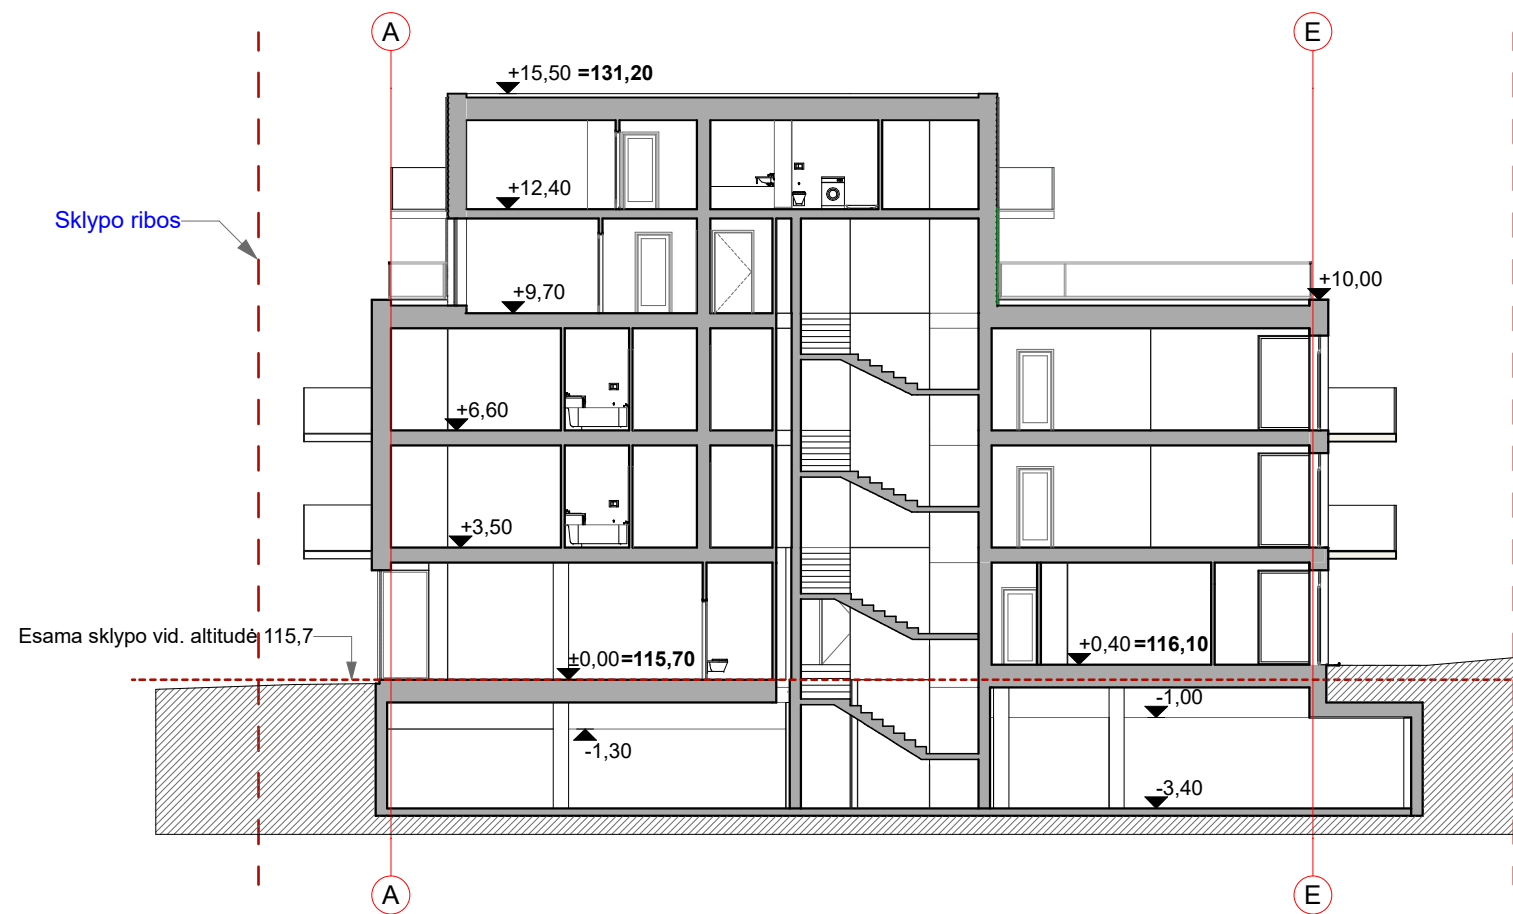 A
E
+15,50 =131,20
+12,40
Sklypo ribos
+9,70
+10,00
+6,60
+3,50
Esama sklypo vid. altitudė 115,7
±0,00=115,70
+0,40 =116,10
-1,00
-1,30
-3,40
A
E